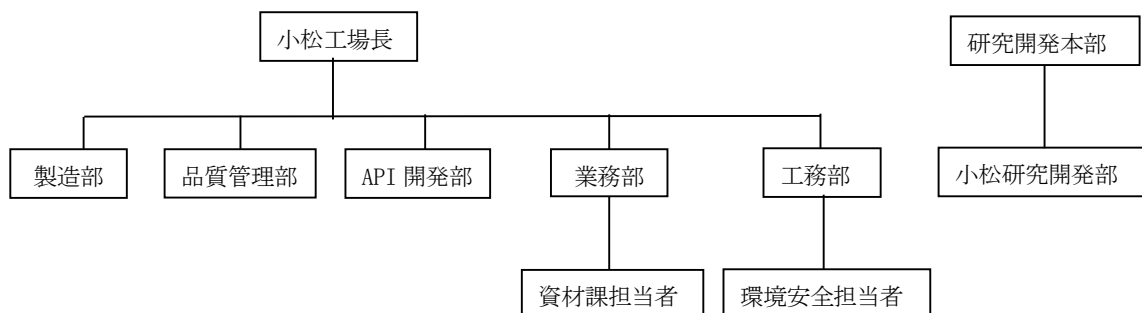 小松工場長
研究開発本部
製造部
品質管理部
API 開発部
業務部
工務部
小松研究開発部
資材課担当者
環境安全担当者